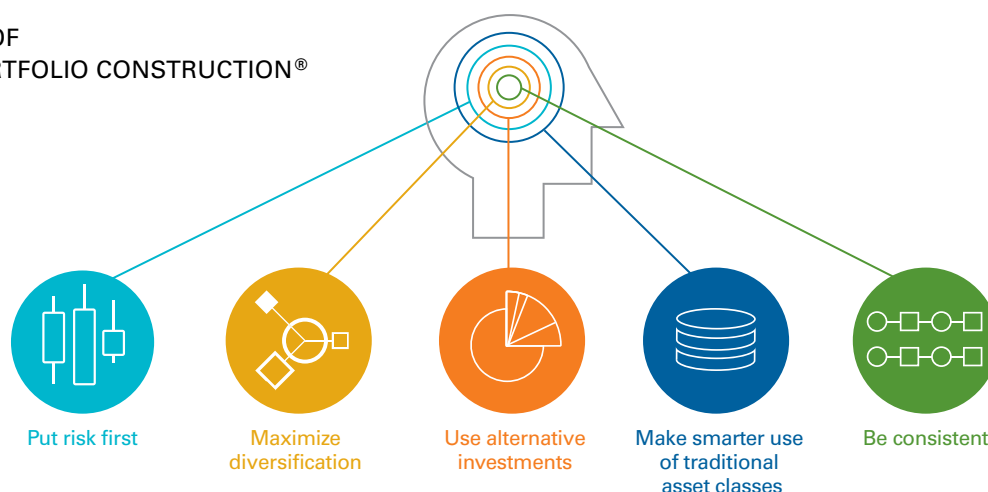 OF
RTFOLIO CONSTRUCTION®
Put risk first
Maximize
diversification
Use alternative
investments
Make smarter use
of traditional
asset classes
Be consistent